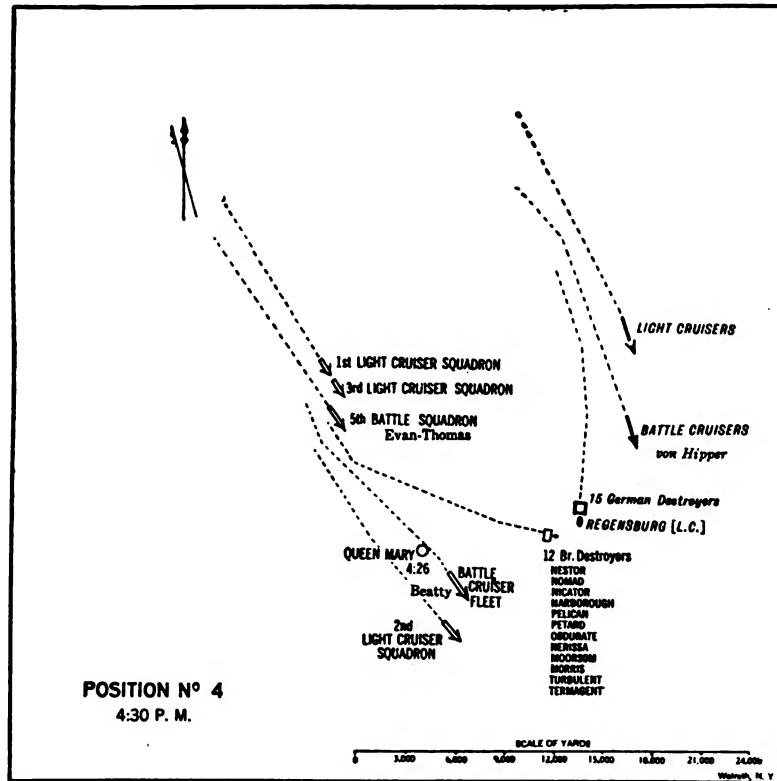 LIGHT CRUISERS
1st LIGHT CRUISER SQUADRON
3rd LIGHT CRUISER SQUADRON
5th BATTLE SQUADRON
Evan-Thomas
BATTLE CRUISERS
von Hipper
15 German Destroyers
REGENSBURG [L.C.]
QUEEN MARY
4:26
12 Br. Destroyers
NESTOR
NOMAD
NICATOR
NARBOROUGH
PELICAN
PETARD
OBDURATE
NERISSA
MOORSOM
MORRIS
TURBULENT
TERMAGENT
Beatty
BATTLE
CRUISER
FLEET
2nd
LIGHT CRUISER
SQUADRON
POSITION Nº 4
4:30 P. M.
SCALE OF YARDS
0 3,000 6,000 9,000 12,000 15,000 18,000 21,000 24,000
N. Y.